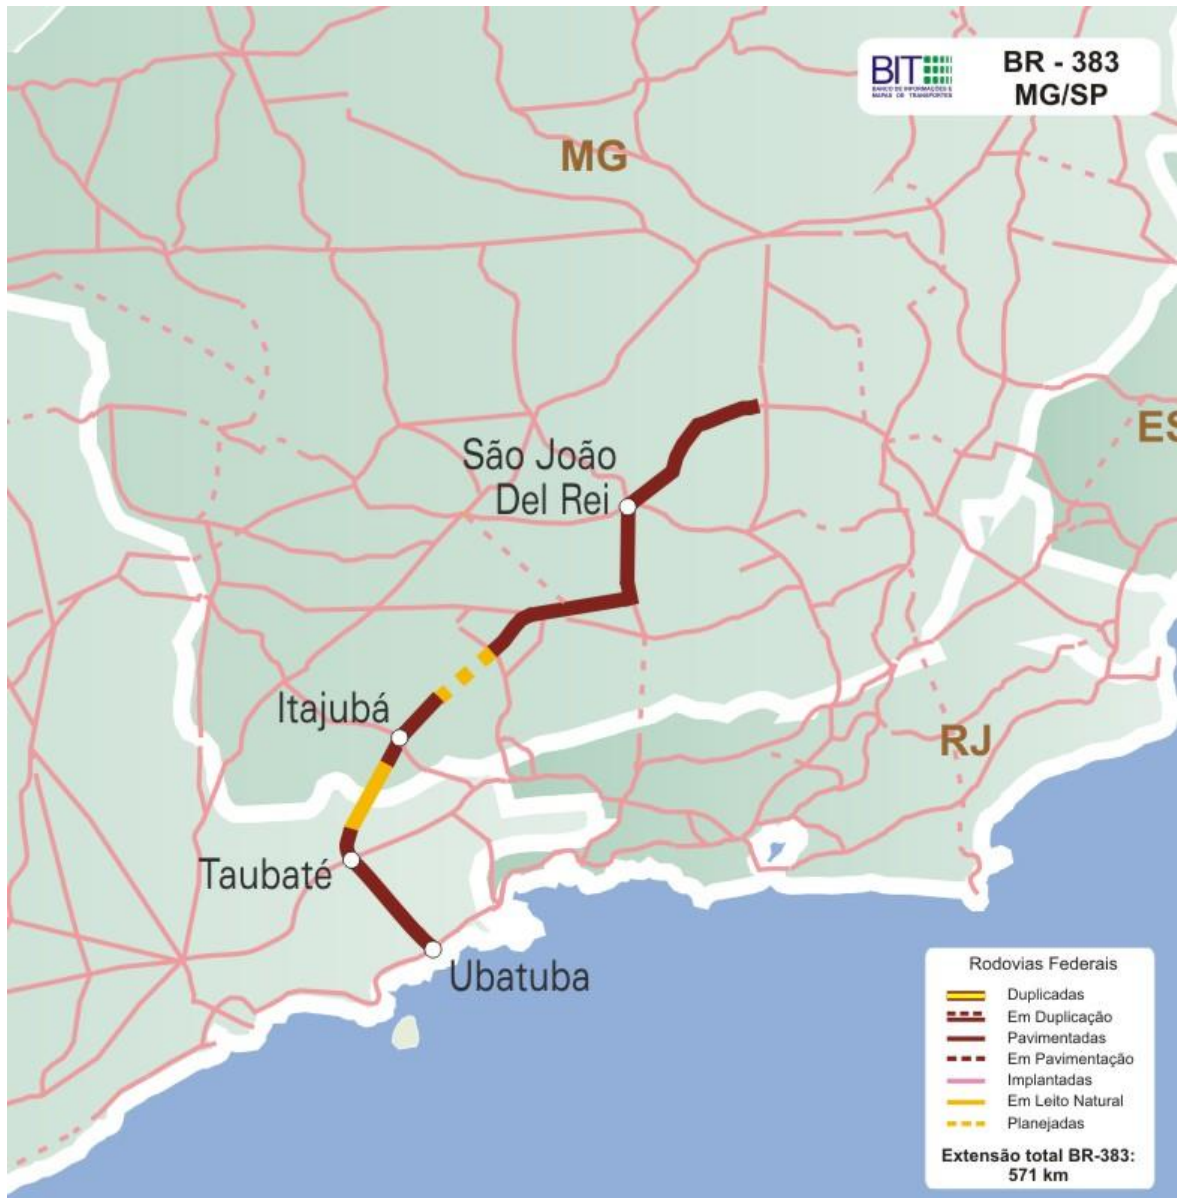 BIT
BANCO DE INFORMAÇÕES E
MAPAS DE TRANSPORTES
BR - 383
MG/SP
MG
ES
São João
Del Rei
Itajubá
RJ
Taubaté
Ubatuba
Rodovias Federais
Duplicadas
Em Duplicação
Pavimentadas
Em Pavimentação
Implantadas
Em Leito Natural
Planejadas
Extensão total BR-383:
571 km